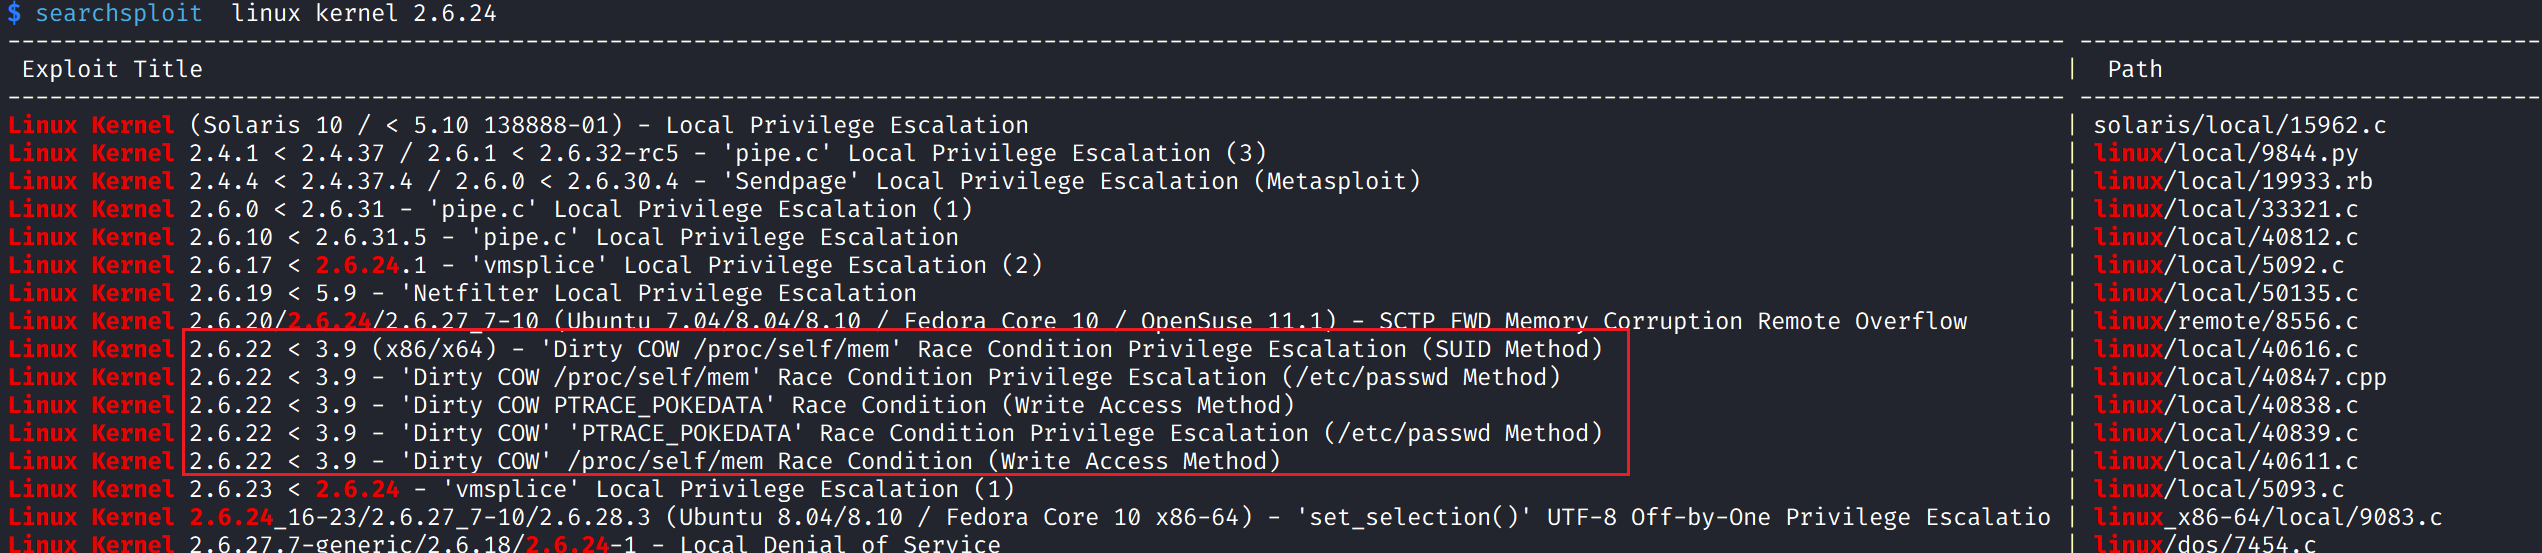 $ searchsploit  linux kernel 2.6.24
--------------------------------------------------------------------------------------------------------------------------------------------------- ---------------------------------
 Exploit Title                                                                                                                                     |  Path
--------------------------------------------------------------------------------------------------------------------------------------------------- ---------------------------------
Linux Kernel (Solaris 10 / < 5.10 138888-01) - Local Privilege Escalation | solaris/local/15962.c
Linux Kernel 2.4.1 < 2.4.37 / 2.6.1 < 2.6.32-rc5 - 'pipe.c' Local Privilege Escalation (3) | linux/local/9844.py
Linux Kernel 2.4.4 < 2.4.37.4 / 2.6.0 < 2.6.30.4 - 'Sendpage' Local Privilege Escalation (Metasploit) | linux/local/19933.rb
Linux Kernel 2.6.0 < 2.6.31 - 'pipe.c' Local Privilege Escalation (1) | linux/local/33321.c
Linux Kernel 2.6.10 < 2.6.31.5 - 'pipe.c' Local Privilege Escalation | linux/local/40812.c
Linux Kernel 2.6.17 < 2.6.24.1 - 'vmsplice' Local Privilege Escalation (2) | linux/local/5092.c
Linux Kernel 2.6.19 < 5.9 - 'Netfilter Local Privilege Escalation | linux/local/50135.c
Linux Kernel 2.6.20/2.6.24/2.6.27_7-10 (Ubuntu 7.04/8.04/8.10 / Fedora Core 10 / OpenSuse 11.1) - SCTP FWD Memory Corruption Remote Overflow | linux/remote/8556.c
Linux Kernel 2.6.22 < 3.9 (x86/x64) - 'Dirty COW /proc/self/mem' Race Condition Privilege Escalation (SUID Method) | linux/local/40616.c
Linux Kernel 2.6.22 < 3.9 - 'Dirty COW /proc/self/mem' Race Condition Privilege Escalation (/etc/passwd Method) | linux/local/40847.cpp
Linux Kernel 2.6.22 < 3.9 - 'Dirty COW PTRACE_POKEDATA' Race Condition (Write Access Method) | linux/local/40838.c
Linux Kernel 2.6.22 < 3.9 - 'Dirty COW' 'PTRACE_POKEDATA' Race Condition Privilege Escalation (/etc/passwd Method) | linux/local/40839.c
Linux Kernel 2.6.22 < 3.9 - 'Dirty COW' /proc/self/mem Race Condition (Write Access Method) | linux/local/40611.c
Linux Kernel 2.6.23 < 2.6.24 - 'vmsplice' Local Privilege Escalation (1) | linux/local/5093.c
Linux Kernel 2.6.24_16-23/2.6.27_7-10/2.6.28.3 (Ubuntu 8.04/8.10 / Fedora Core 10 x86-64) - 'set_selection()' UTF-8 Off-by-One Privilege Escalatio | linux_x86-64/local/9083.c
Linux Kernel 2.6.27.7-generic/2.6.18/2.6.24-1 - Local Denial of Service | linux/dos/7454.c